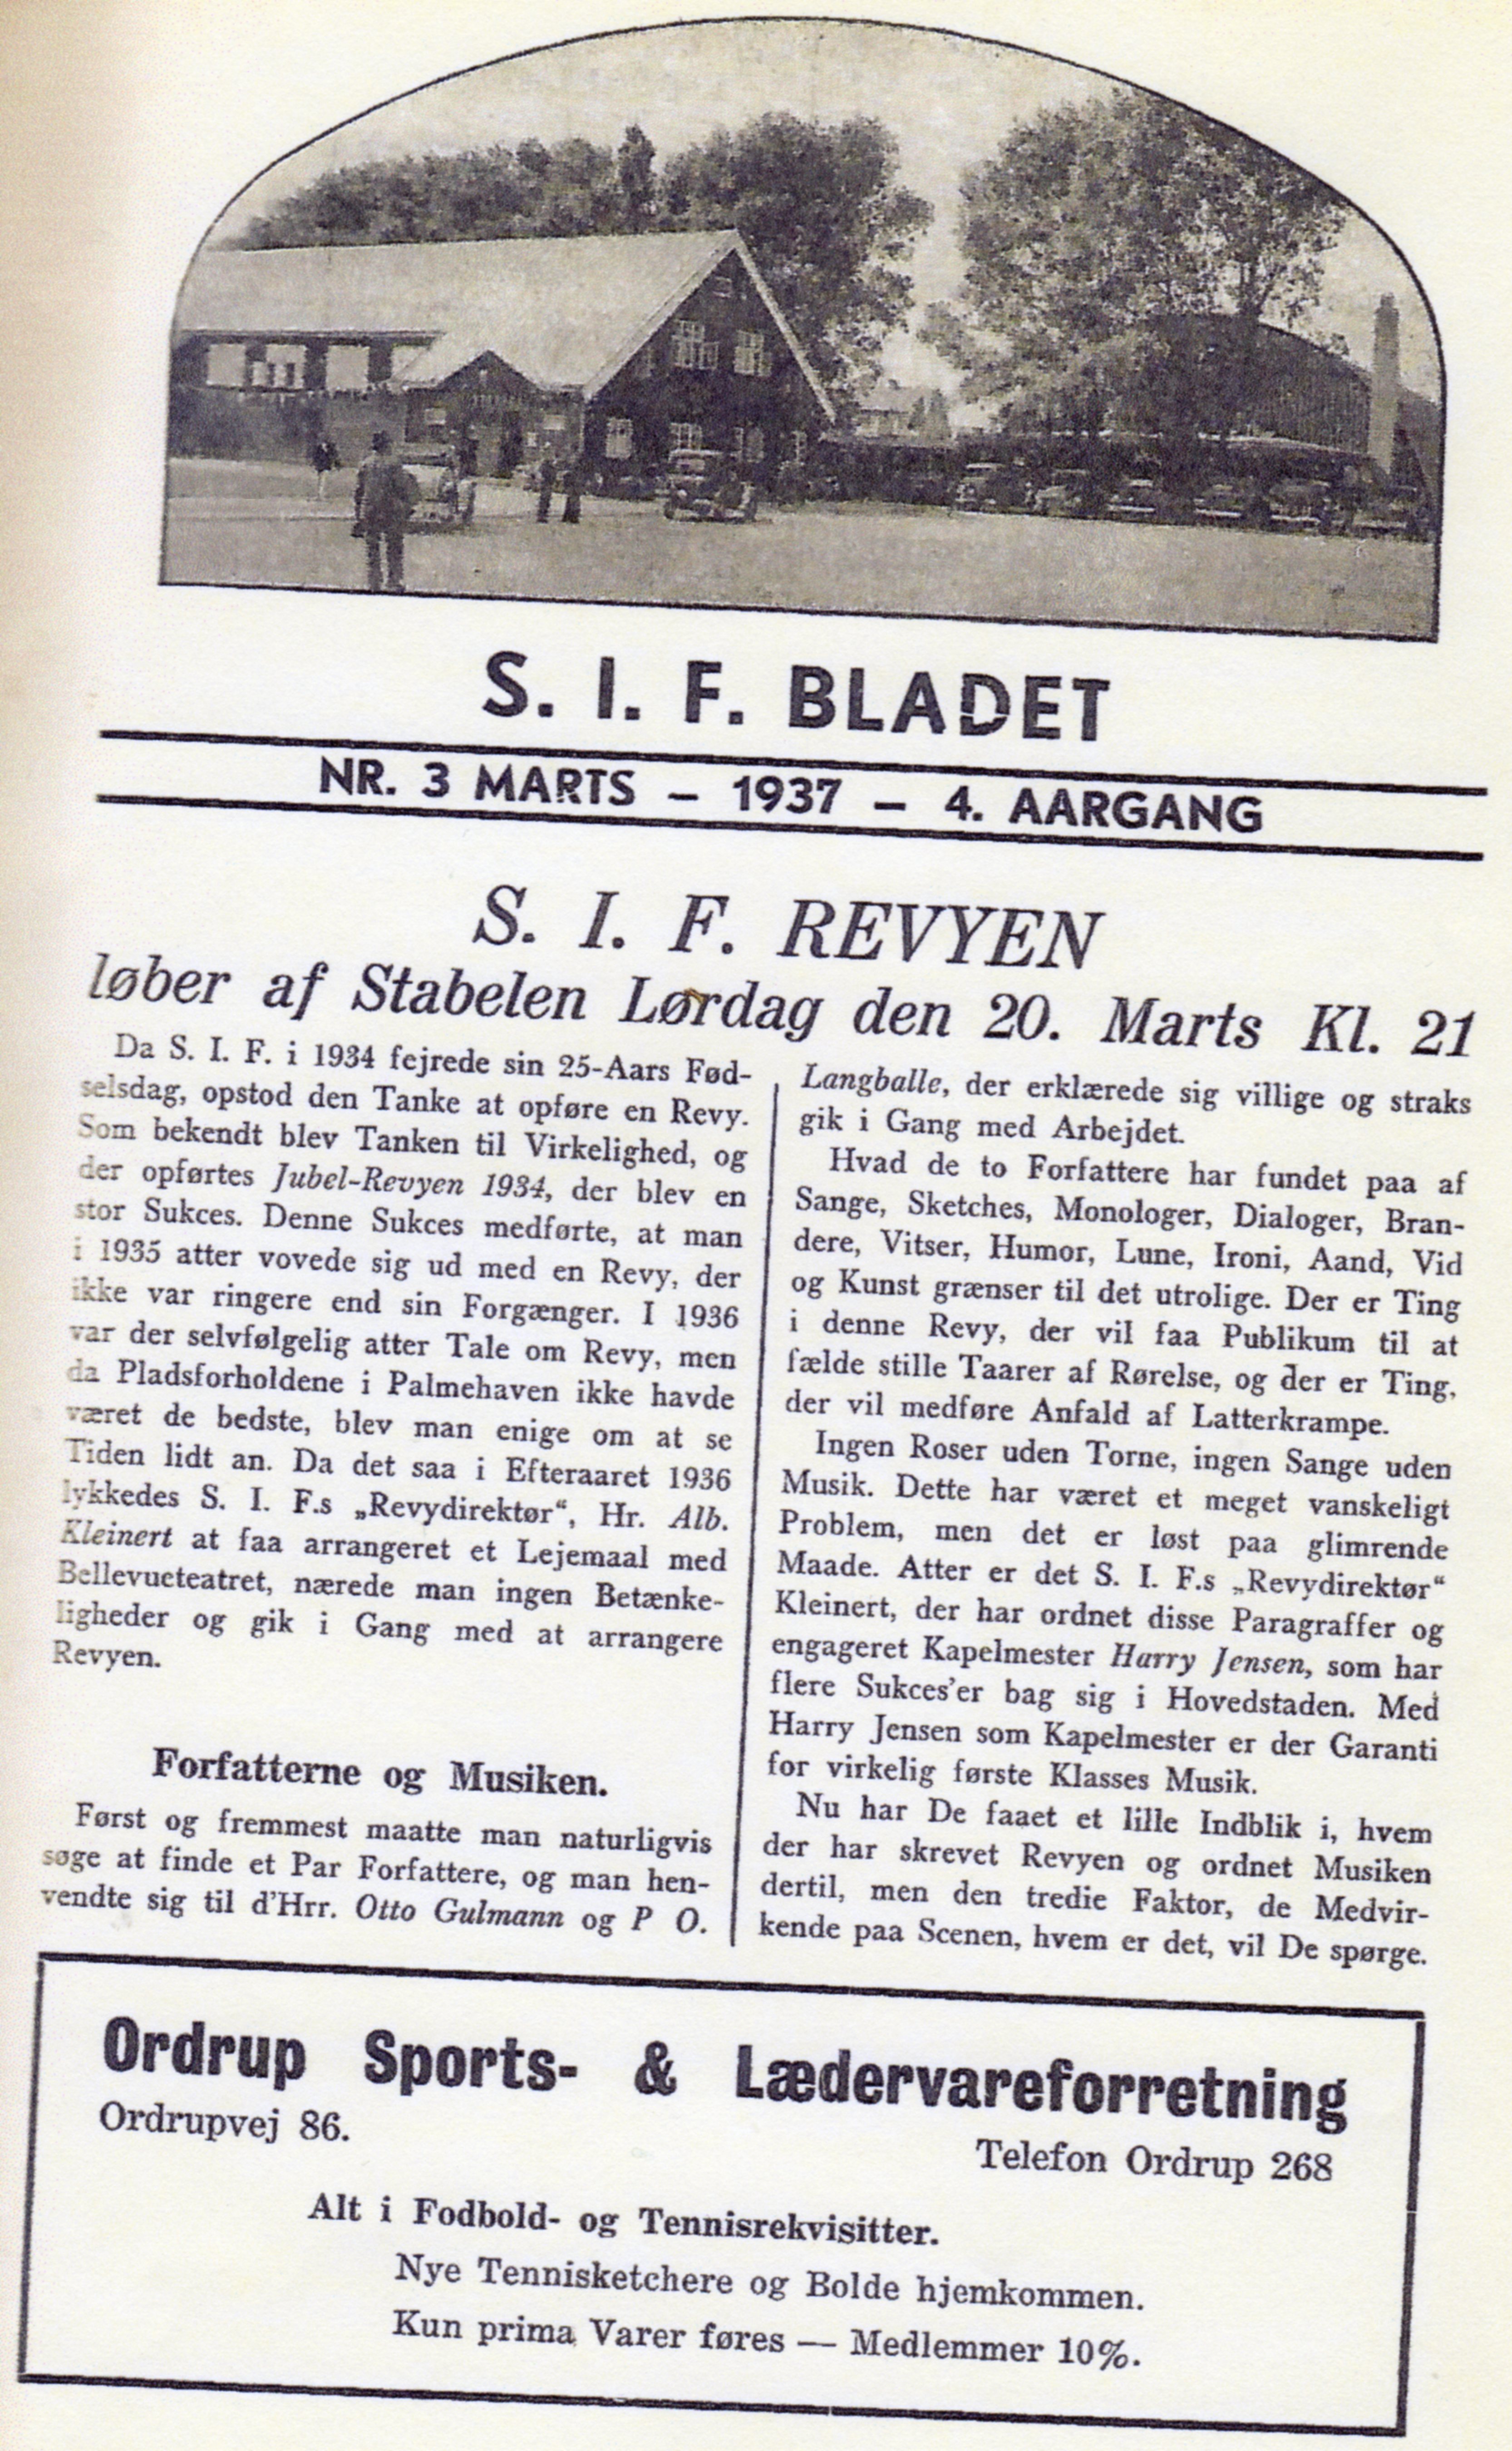 S. I. F. BLADET
NR. 3 MARTS – 1937 – 4. AARGANG
S. I. F. REVYEN
løber af Stabelen Lørdag den 20. Marts Kl. 21
Da S. I. F. i 1934 fejrede sin 25-Aars Fød-
selsdag, opstod den Tanke at opføre en Revy.
Som bekendt blev Tanken til Virkelighed, og
der opførtes Jubel-Revyen 1934, der blev en
stor Sukces. Denne Sukces medførte, at man
i 1935 atter vovede sig ud med en Revy, der
ikke var ringere end sin Forgænger. I 1936
var der selvfølgelig atter Tale om Revy, men
da Pladsforholdene i Palmehaven ikke havde
været de bedste, blev man enige om at se
Tiden lidt an. Da det saa i Efteraaret 1936
lykkedes S. I. F.s „Revydirektør“, Hr. Alb.
Kleinert at faa arrangeret et Lejemaal med
Bellevueteatret, nærede man ingen Betænke-
ligheder og gik i Gang med at arrangere
Revyen.
Forfatterne og Musiken.
Først og fremmest maatte man naturligvis
søge at finde et Par Forfattere, og man hen-
vendte sig til d'Hrr. Otto Gulmann og P O.
Langballe, der erklærede sig villige og straks
gik i Gang med Arbejdet.
Hvad de to Forfattere har fundet paa af
Sange, Sketches, Monologer, Dialoger, Bran-
dere, Vitser, Humor, Lune, Ironi, Aand, Vid
og Kunst grænser til det utrolige. Der er Ting
i denne Revy, der vil faa Publikum til at
fælde stille Taarer af Rørelse, og der er Ting,
der vil medføre Anfald af Latterkrampe.
Ingen Roser uden Torne, ingen Sange uden
Musik. Dette har været et meget vanskeligt
Problem, men det er løst paa glimrende
Maade. Atter er det S. I. F.s „Revydirektør“
Kleinert, der har ordnet disse Paragraffer og
engageret Kapelmester Harry Jensen, som har
flere Sukces'er bag sig i Hovedstaden. Med
Harry Jensen som Kapelmester er der Garanti
for virkelig første Klasses Musik.
Nu har De faaet et lille Indblik i, hvem
der har skrevet Revyen og ordnet Musiken
dertil, men den tredie Faktor, de Medvir-
kende paa Scenen, hvem er det, vil De spørge.
Ordrup Sports- & Lædervareforretning
Ordrupvej 86.
Telefon Ordrup 268
Alt i Fodbold- og Tennisrekvisitter.
Nye Tennisketchere og Bolde hjemkommen.
Kun prima Varer føres — Medlemmer 10%.